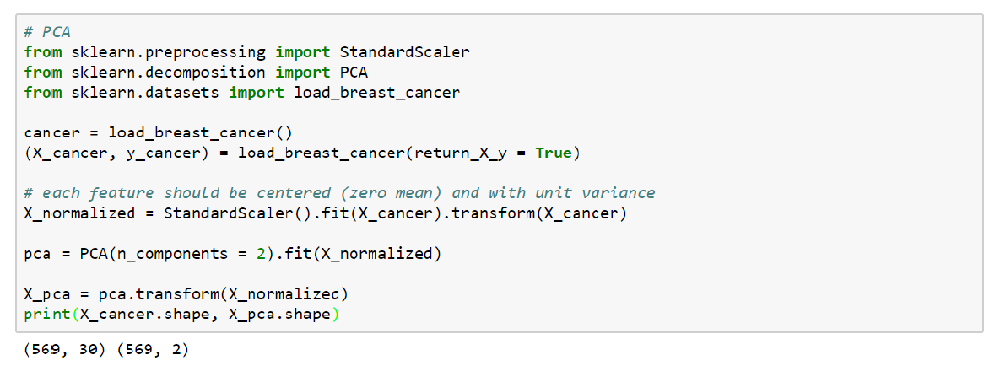 # PCA
from sklearn.preprocessing import StandardScaler
from sklearn.decomposition import PCA
from sklearn.datasets import load_breast_cancer
cancer = load_breast_cancer()
(X_cancer, y_cancer) = load_breast_cancer(return_X_y = True)
# each feature should be centered (zero mean) and with unit variance
X_normalized = StandardScaler().fit(X_cancer).transform(X_cancer)
pca = PCA(n_components = 2).fit(X_normalized)
X_pca = pca.transform(X_normalized)
print(X_cancer.shape, X_pca.shape)
(569, 30) (569, 2)